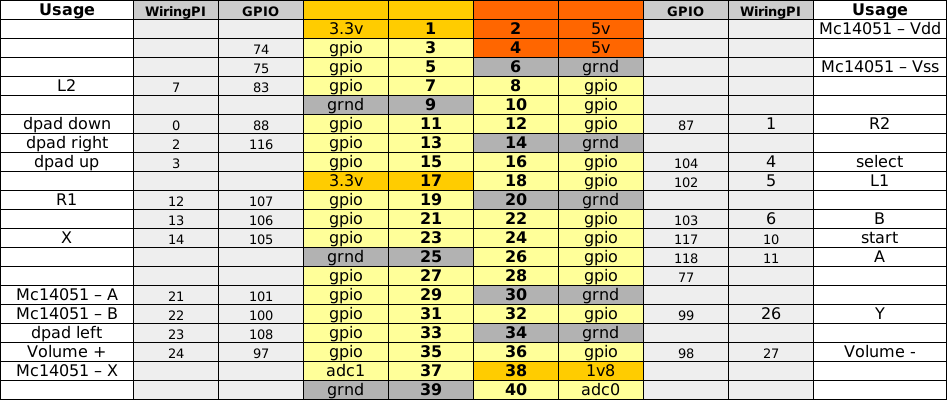 Usage WiringPI GPIO GPIO WiringPI Usage
3.3v 1 2 5v Mc14051 – Vdd
74 gpio 3 4 5v
75 gpio 5 6 grnd Mc14051 – Vss
L2 7 83 gpio 7 8 gpio
grnd 9 10 gpio
dpad down 0 88 gpio 11 12 gpio 87 1 R2
dpad right 2 116 gpio 13 14 grnd
dpad up 3 gpio 15 16 gpio 104 4 select
3.3v 17 18 gpio 102 5 L1
R1 12 107 gpio 19 20 grnd
13 106 gpio 21 22 gpio 103 6 B
X 14 105 gpio 23 24 gpio 117 10 start
grnd 25 26 gpio 118 11 A
gpio 27 28 gpio 77
Mc14051 – A 21 101 gpio 29 30 grnd
Mc14051 – B 22 100 gpio 31 32 gpio 99 26 Y
dpad left 23 108 gpio 33 34 grnd
Volume + 24 97 gpio 35 36 gpio 98 27 Volume -
Mc14051 – X adc1 37 38 1v8
grnd 39 40 adc0